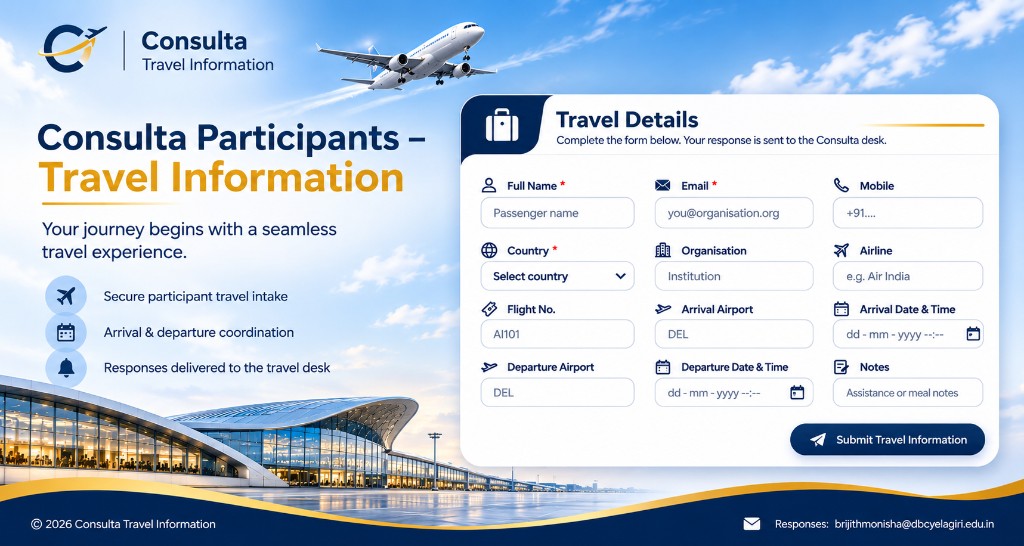 Consulta
Travel Information
Consulta Participants –
Travel Information
Your journey begins with a seamless
travel experience.
Secure participant travel intake
Arrival & departure coordination
Responses delivered to the travel desk
Travel Details
Complete the form below. Your response is sent to the Consulta desk.
Full Name *
Passenger name
Email *
you@organisation.org
Mobile
+91....
Country *
Select country
Organisation
Institution
Airline
e.g. Air India
Flight No.
AI101
Arrival Airport
DEL
Arrival Date & Time
dd - mm - yyyy --:--
Departure Airport
DEL
Departure Date & Time
dd - mm - yyyy --:--
Notes
Assistance or meal notes
Submit Travel Information
© 2026 Consulta Travel Information
Responses: brijithmonisha@dbcyelagiri.edu.in